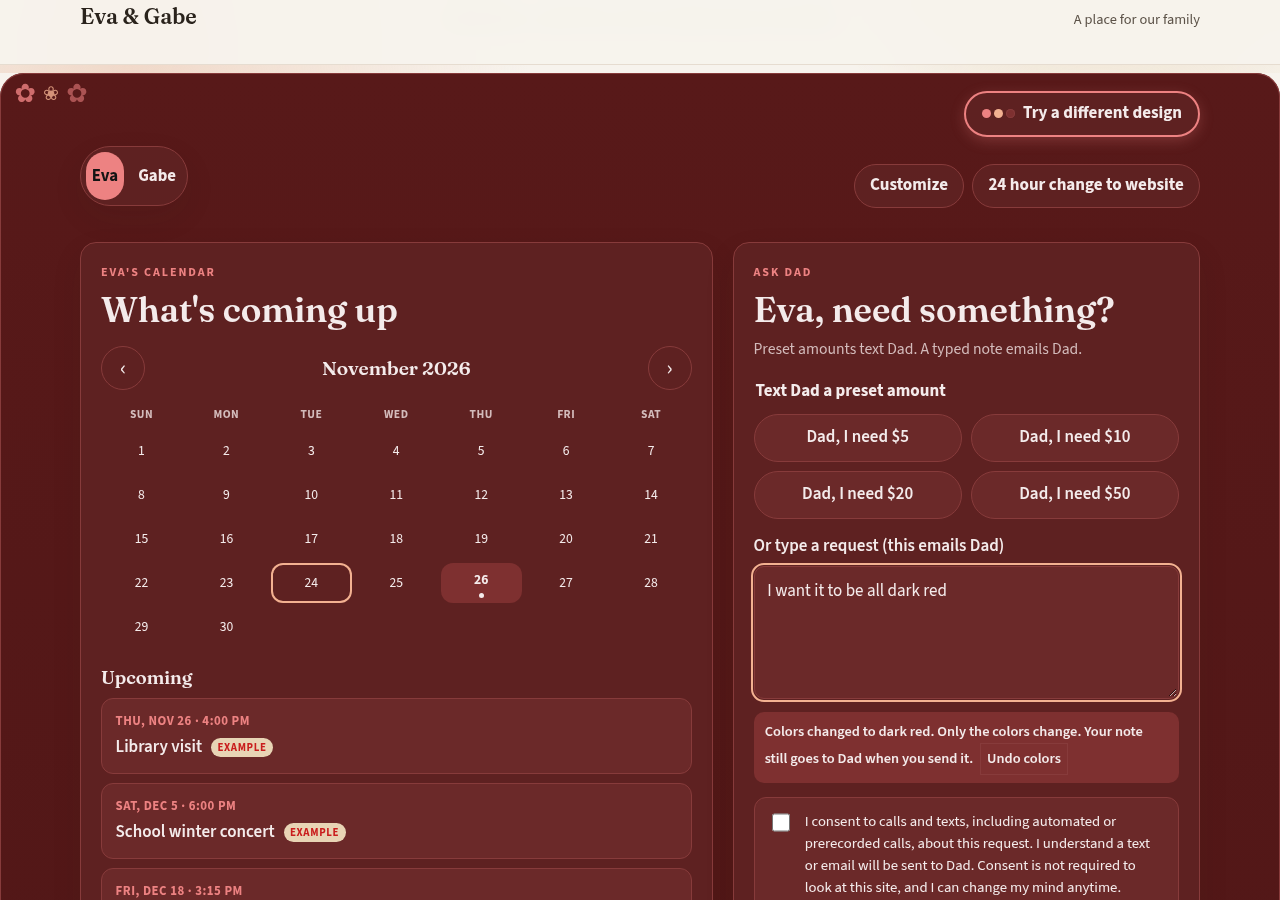 Eva & Gabe
A place for our family
Try a different design
Eva
Gabe
Customize
24 hour change to website
EVA'S CALENDAR
What's coming up
‹
November 2026
›
SUN MON TUE WED THU FRI SAT
1 2 3 4 5 6 7
8 9 10 11 12 13 14
15 16 17 18 19 20 21
22 23 24 25 26 27 28
29 30
Upcoming
THU, NOV 26 · 4:00 PM
Library visit EXAMPLE
SAT, DEC 5 · 6:00 PM
School winter concert EXAMPLE
FRI, DEC 18 · 3:15 PM
ASK DAD
Eva, need something?
Preset amounts text Dad. A typed note emails Dad.
Text Dad a preset amount
Dad, I need $5
Dad, I need $10
Dad, I need $20
Dad, I need $50
Or type a request (this emails Dad)
I want it to be all dark red
Colors changed to dark red. Only the colors change. Your note
still goes to Dad when you send it. Undo colors
I consent to calls and texts, including automated or
prerecorded calls, about this request. I understand a text
or email will be sent to Dad. Consent is not required to
look at this site, and I can change my mind anytime.